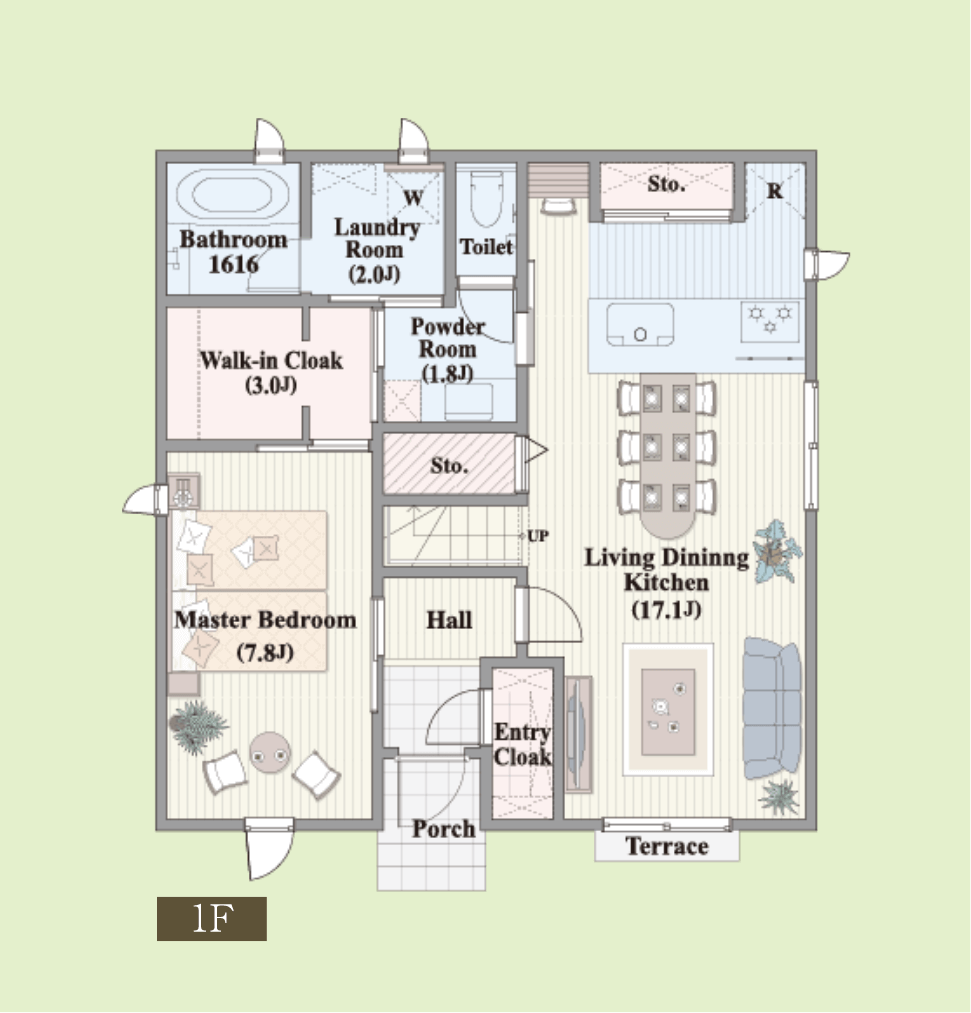 Sto.
R
W
Bathroom
1616
Laundry
Room
(2.0J)
Toilet
Powder
Room
(1.8J)
Walk-in Cloak
(3.0J)
Sto.
UP
Living Dininng
Kitchen
(17.1J)
Master Bedroom
(7.8J)
Hall
Entry
Cloak
Porch
Terrace
1F